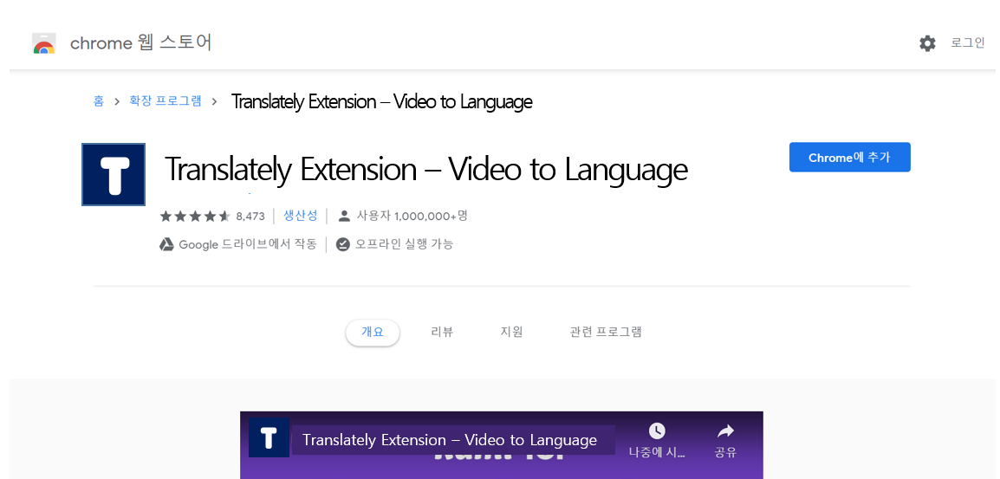 chrome 웹 스토어
로그인
홈 > 확장 프로그램 > Translately Extension – Video to Language
T
Translately Extension – Video to Language
Chrome에 추가
8,473 | 생산성 | 사용자 1,000,000+명
Google 드라이브에서 작동 | 오프라인 실행 가능
개요 리뷰 지원 관련 프로그램
T Translately Extension – Video to Language
나중에 시... 공유